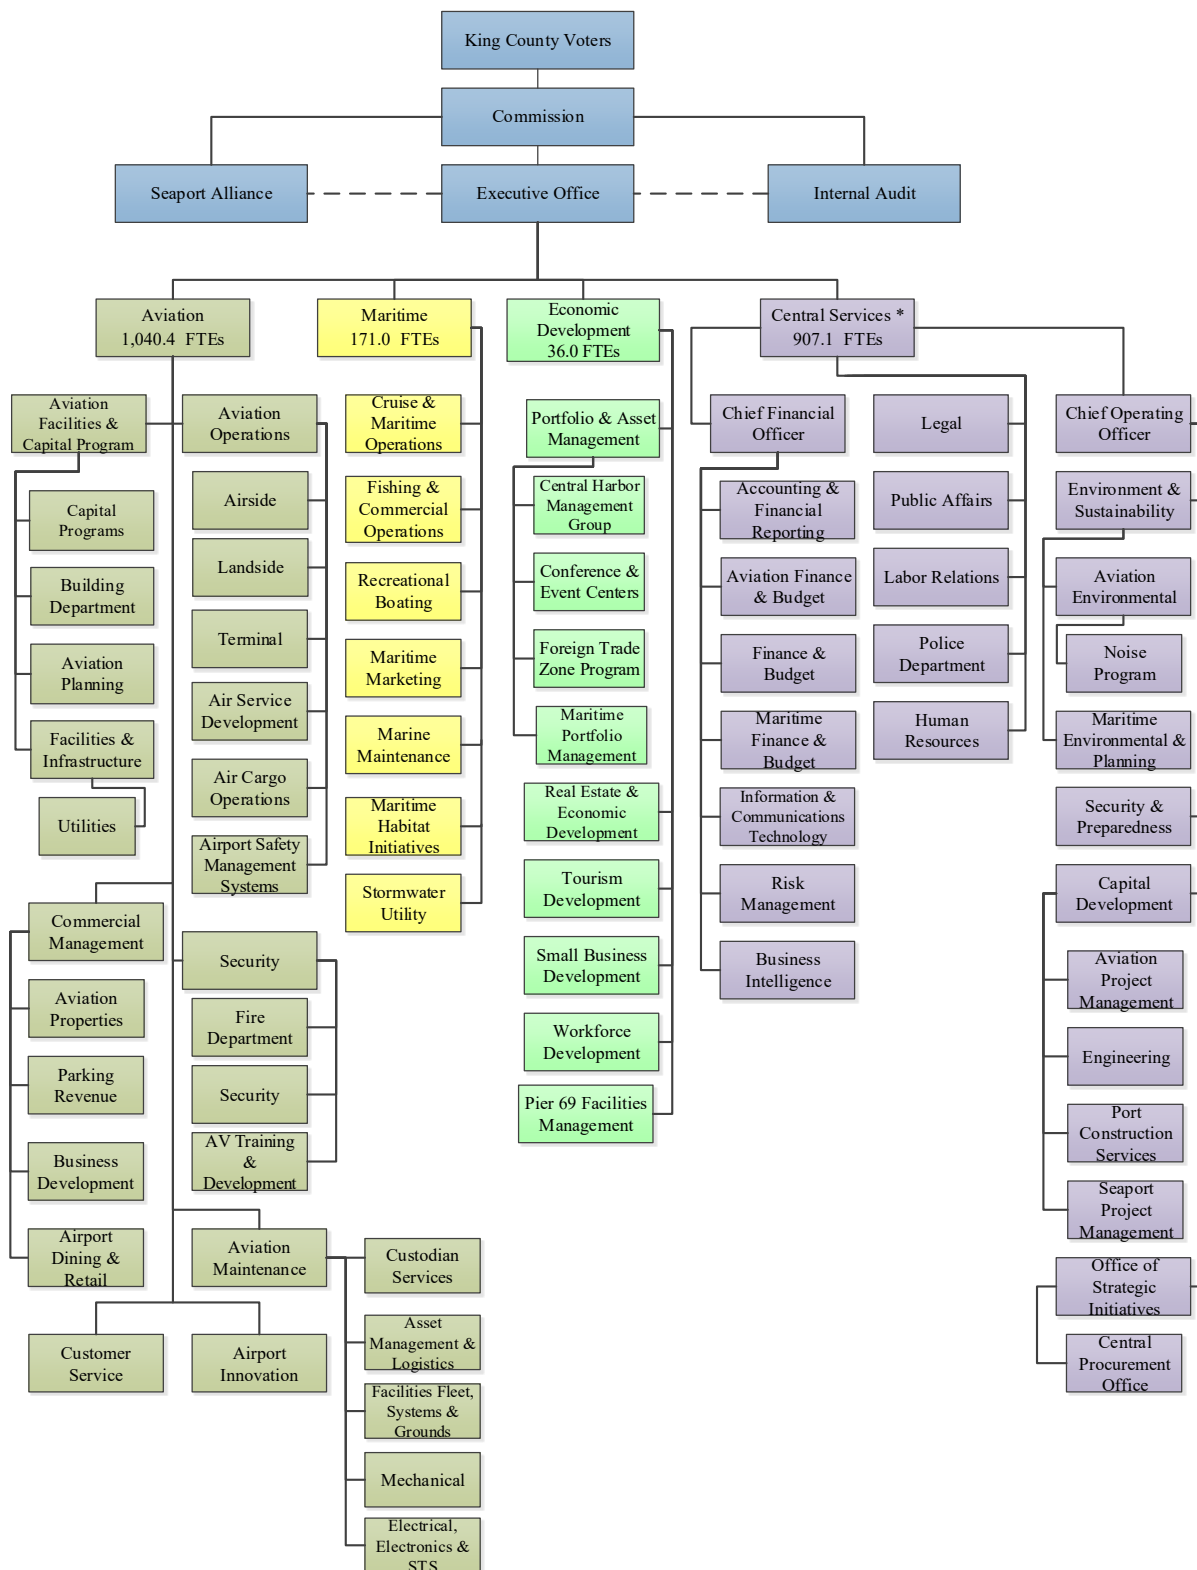 King County Voters
Commission
Seaport Alliance
Executive Office
Internal Audit
Aviation
1,040.4 FTEs
Maritime
171.0 FTEs
Economic
Development
36.0 FTEs
Central Services *
907.1 FTEs
Aviation
Facilities &
Capital Program
Capital
Programs
Building
Department
Aviation
Planning
Facilities &
Infrastructure
Utilities
Aviation
Operations
Airside
Landside
Terminal
Air Service
Development
Air Cargo
Operations
Airport Safety
Management
Systems
Commercial
Management
Aviation
Properties
Parking
Revenue
Business
Development
Airport
Dining &
Retail
Security
Fire
Department
Security
AV Training
&
Development
Aviation
Maintenance
Custodian
Services
Asset
Management &
Logistics
Facilities Fleet,
Systems &
Grounds
Mechanical
Electrical,
Electronics &
STS
Customer
Service
Airport
Innovation
Cruise &
Maritime
Operations
Fishing &
Commercial
Operations
Recreational
Boating
Maritime
Marketing
Marine
Maintenance
Maritime
Habitat
Initiatives
Stormwater
Utility
Portfolio & Asset
Management
Central Harbor
Management
Group
Conference &
Event Centers
Foreign Trade
Zone Program
Maritime
Portfolio
Management
Real Estate &
Economic
Development
Tourism
Development
Small Business
Development
Workforce
Development
Pier 69 Facilities
Management
Chief Financial
Officer
Accounting &
Financial
Reporting
Aviation Finance
& Budget
Finance &
Budget
Maritime
Finance &
Budget
Information &
Communications
Technology
Risk
Management
Business
Intelligence
Legal
Public Affairs
Labor Relations
Police
Department
Human
Resources
Chief Operating
Officer
Environment &
Sustainability
Aviation
Environmental
Noise
Program
Maritime
Environmental &
Planning
Security &
Preparedness
Capital
Development
Aviation
Project
Management
Engineering
Port
Construction
Services
Seaport
Project
Management
Office of
Strategic
Initiatives
Central
Procurement
Office